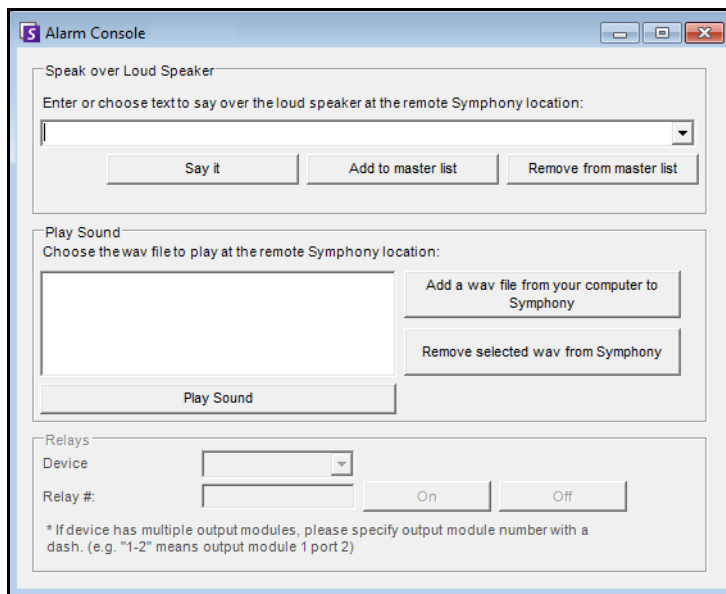 S Alarm Console
Speak over Loud Speaker
Enter or choose text to say over the loud speaker at the remote Symphony location:
Say it
Add to master list
Remove from master list
Play Sound
Choose the wav file to play at the remote Symphony location:
Add a wav file from your computer to
Symphony
Remove selected wav from Symphony
Play Sound
Relays
Device
Relay #:
On
Off
* If device has multiple output modules, please specify output module number with a
dash. (e.g. "1-2" means output module 1 port 2)